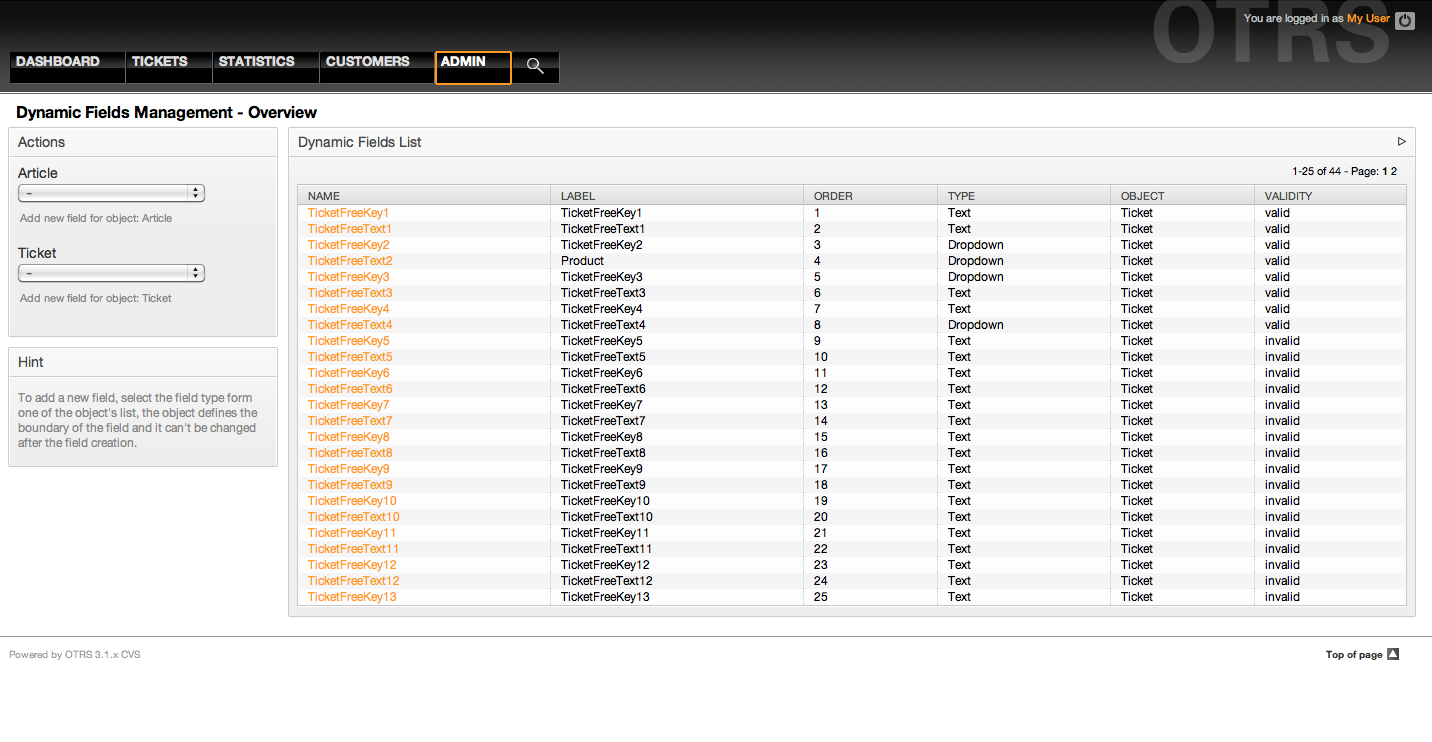 OTRS
You are logged in as My User
DASHBOARD TICKETS STATISTICS CUSTOMERS ADMIN
Dynamic Fields Management - Overview
Actions
Article
–
Add new field for object: Article
Ticket
–
Add new field for object: Ticket
Hint
To add a new field, select the field type form
one of the object's list, the object defines the
boundary of the field and it can't be changed
after the field creation.
Dynamic Fields List
1-25 of 44 - Page: 1 2
NAME LABEL ORDER TYPE OBJECT VALIDITY
TicketFreeKey1 TicketFreeKey1 1 Text Ticket valid
TicketFreeText1 TicketFreeText1 2 Text Ticket valid
TicketFreeKey2 TicketFreeKey2 3 Dropdown Ticket valid
TicketFreeText2 Product 4 Dropdown Ticket valid
TicketFreeKey3 TicketFreeKey3 5 Dropdown Ticket valid
TicketFreeText3 TicketFreeText3 6 Text Ticket valid
TicketFreeKey4 TicketFreeKey4 7 Text Ticket valid
TicketFreeText4 TicketFreeText4 8 Dropdown Ticket valid
TicketFreeKey5 TicketFreeKey5 9 Text Ticket invalid
TicketFreeText5 TicketFreeText5 10 Text Ticket invalid
TicketFreeKey6 TicketFreeKey6 11 Text Ticket invalid
TicketFreeText6 TicketFreeText6 12 Text Ticket invalid
TicketFreeKey7 TicketFreeKey7 13 Text Ticket invalid
TicketFreeText7 TicketFreeText7 14 Text Ticket invalid
TicketFreeKey8 TicketFreeKey8 15 Text Ticket invalid
TicketFreeText8 TicketFreeText8 16 Text Ticket invalid
TicketFreeKey9 TicketFreeKey9 17 Text Ticket invalid
TicketFreeText9 TicketFreeText9 18 Text Ticket invalid
TicketFreeKey10 TicketFreeKey10 19 Text Ticket invalid
TicketFreeText10 TicketFreeText10 20 Text Ticket invalid
TicketFreeKey11 TicketFreeKey11 21 Text Ticket invalid
TicketFreeText11 TicketFreeText11 22 Text Ticket invalid
TicketFreeKey12 TicketFreeKey12 23 Text Ticket invalid
TicketFreeText12 TicketFreeText12 24 Text Ticket invalid
TicketFreeKey13 TicketFreeKey13 25 Text Ticket invalid
Powered by OTRS 3.1.x CVS
Top of page